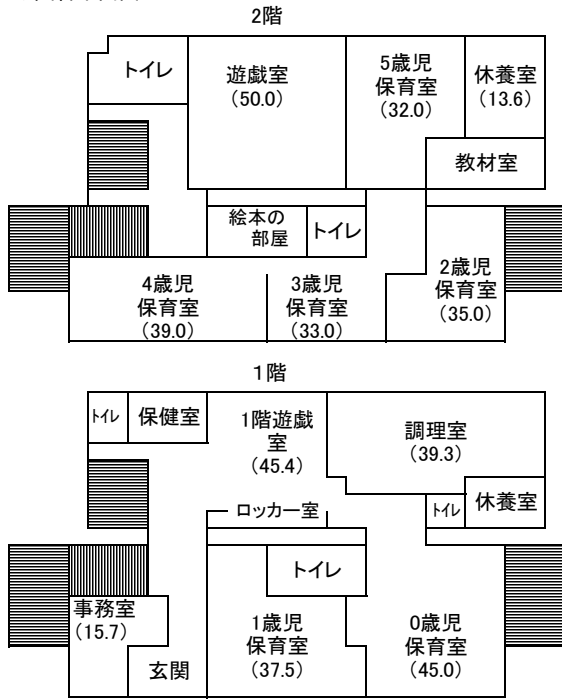 2階
トイレ
遊戯室
(50.0)
5歳児
保育室
(32.0)
休養室
(13.6)
教材室
絵本の
部屋
トイレ
4歳児
保育室
(39.0)
3歳児
保育室
(33.0)
2歳児
保育室
(35.0)
1階
トイレ
保健室
1階遊戯
室
(45.4)
調理室
(39.3)
ロッカー室
トイレ
休養室
トイレ
事務室
(15.7)
玄関
1歳児
保育室
(37.5)
0歳児
保育室
(45.0)